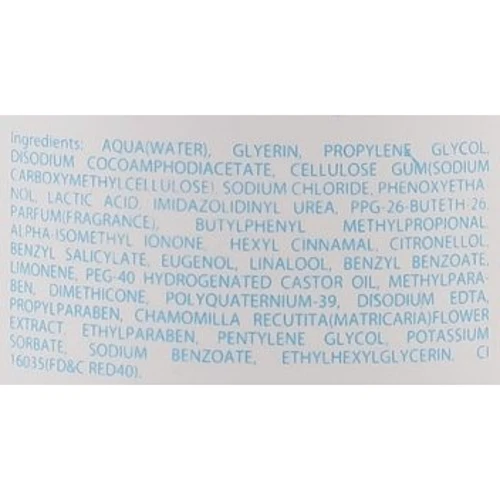 Ingredients: AQUA(WATER), GLYERIN, PROPYLENE GLYCOL,
DISODIUM COCOAMPHODIACETATE, CELLULOSE GUM(SODIUM
CARBOXYMETHYLCELLULOSE), SODIUM CHLORIDE, PHENOXYETHA
NOL, LACTIC ACID, IMIDAZOLIDINYL UREA, PPG-26-BUTETH-26,
PARFUM(FRAGRANCE), BUTYLPHENYL METHYLPROPIONAL,
ALPHA-ISOMETHYL IONONE, HEXYL CINNAMAL, CITRONELLOL,
BENZYL SALICYLATE, EUGENOL, LINALOOL, BENZYL BENZOATE,
LIMONENE, PEG-40 HYDROGENATED CASTOR OIL, METHYLPARA-
BEN, DIMETHICONE, POLYQUATERNIUM-39, DISODIUM EDTA,
PROPYLPARABEN, CHAMOMILLA RECUTITA(MATRICARIA)FLOWER
EXTRACT, ETHYLPARABEN, PENTYLENE GLYCOL, POTASSIUM
SORBATE, SODIUM BENZOATE, ETHYLHEXYLGLYCERIN, CI
16035(FD&C RED40).